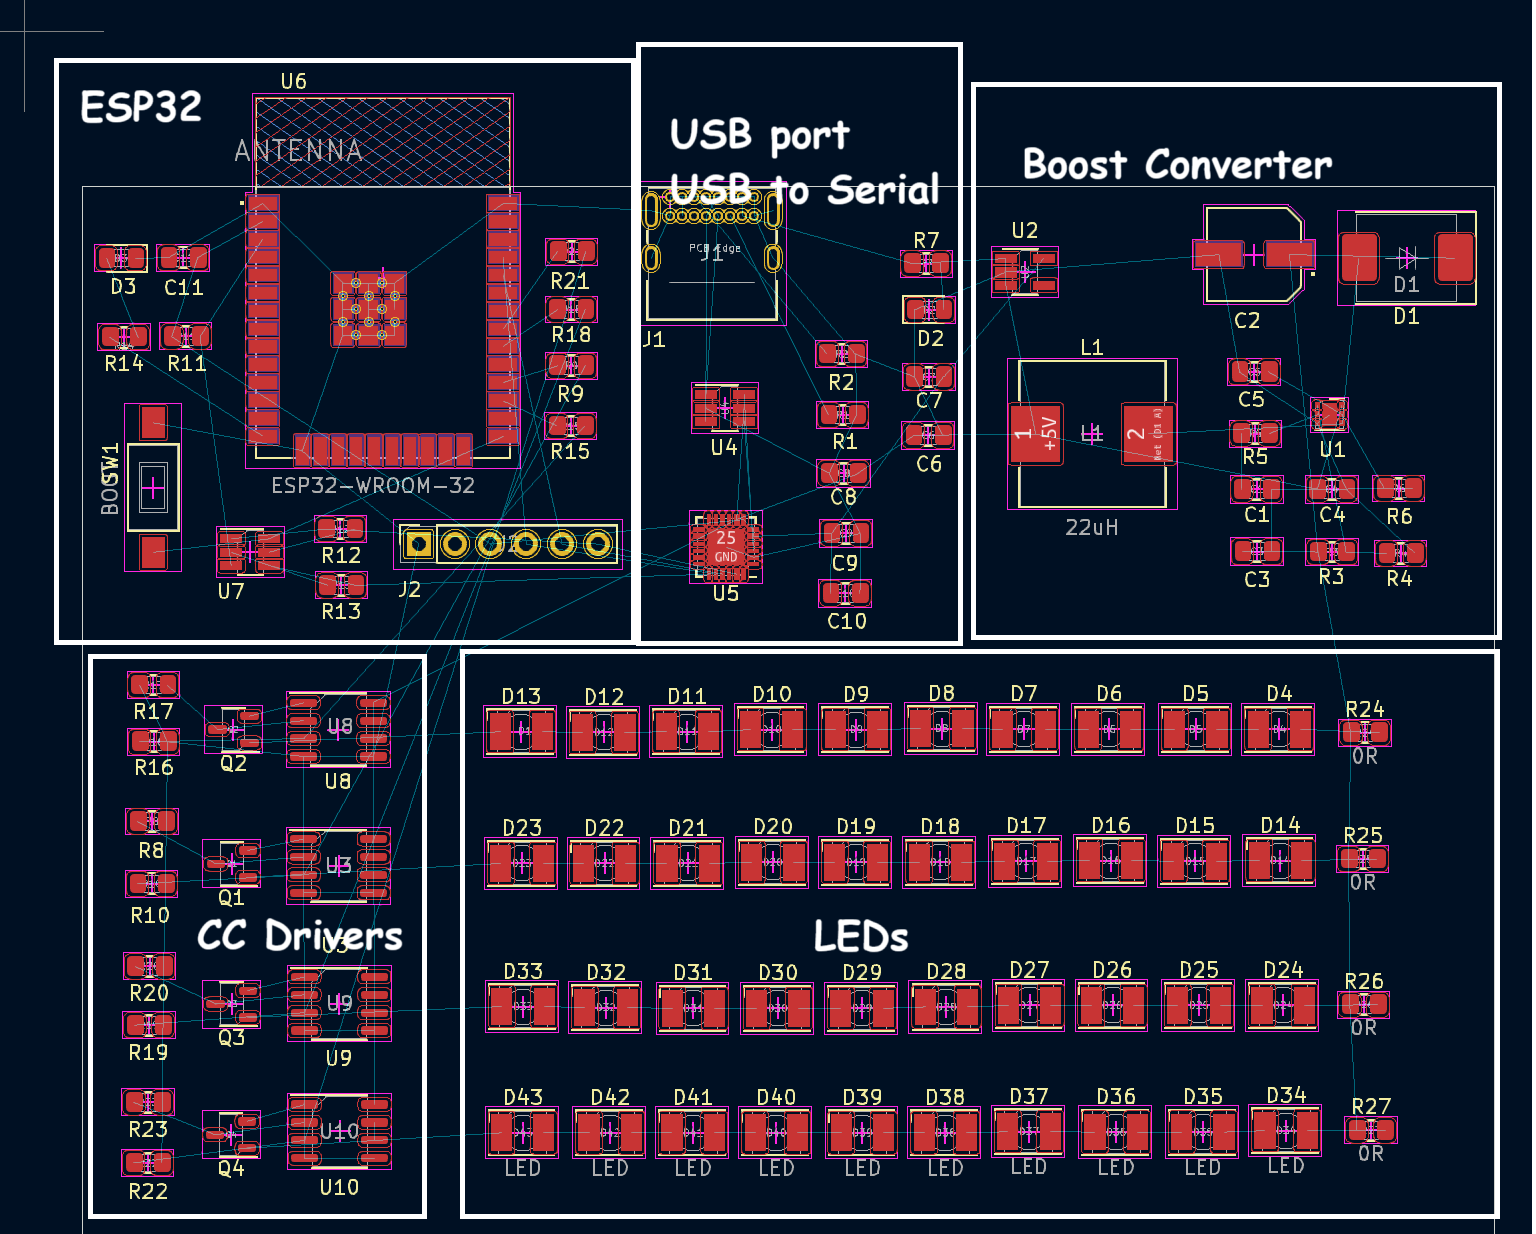 U6
ESP32
ANTENNA
D3
C11
R14
R11
R21
R18
R9
R15
SW1
BOOT
ESP32-WROOM-32
R12
U7
R13
J2
J2
USB port
USB to Serial
PCB Edge
J1
J1
R7
D2
R2
C7
R1
U4
C6
C8
25
GND
C9
U5
C10
Boost Converter
U2
C2
D1
D1
L1
1
+5V
L1
2
Net (D1 A)
22uH
C5
R5
U1
C1
C4
R6
C3
R3
R4
R17
R16
Q2
U8
U8
R8
R10
Q1
U3
CC Drivers
U3
R20
R19
Q3
U9
U9
R23
R22
Q4
U10
U10
D13 D12 D11 D10 D9 D8 D7 D6 D5 D4 R24
0R
D23 D22 D21 D20 D19 D18 D17 D16 D15 D14 R25
0R
LEDs
D33 D32 D31 D30 D29 D28 D27 D26 D25 D24 R26
0R
D43 D42 D41 D40 D39 D38 D37 D36 D35 D34 R27
LED LED LED LED LED LED LED LED LED LED 0R